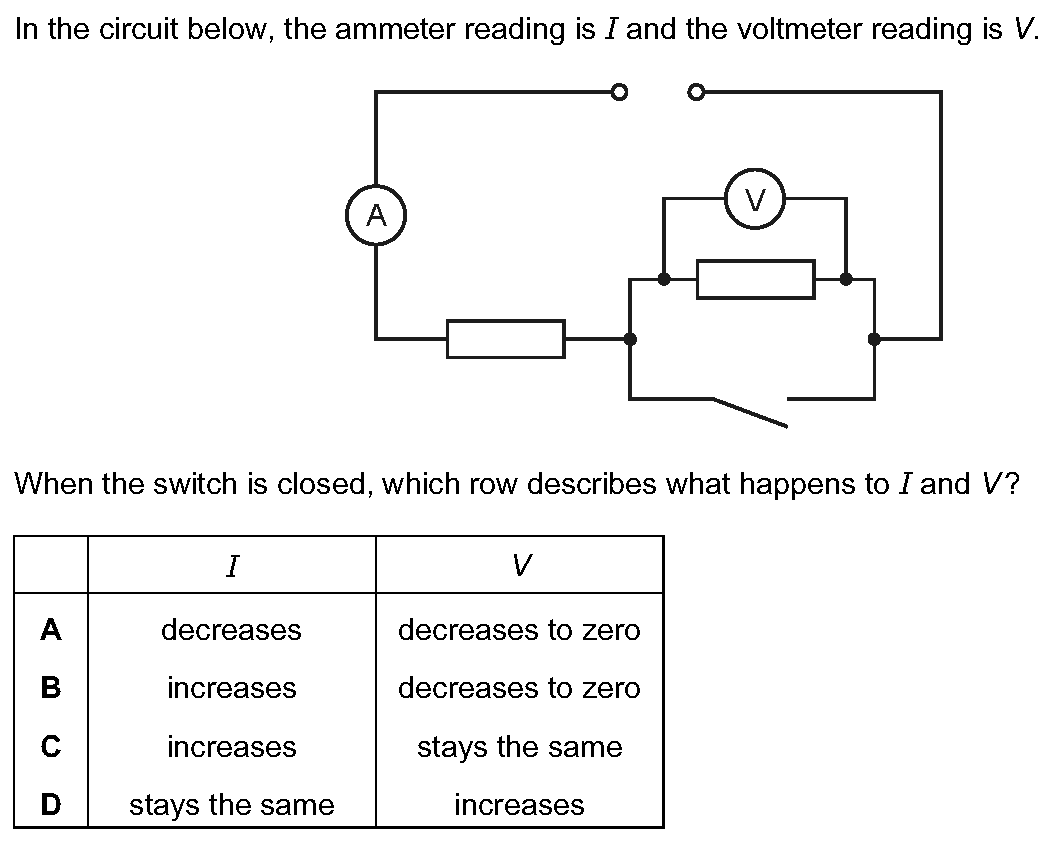 In the circuit below, the ammeter reading is I and the voltmeter reading is V.
A
V
When the switch is closed, which row describes what happens to I and V?
I V
A decreases decreases to zero
B increases decreases to zero
C increases stays the same
D stays the same increases